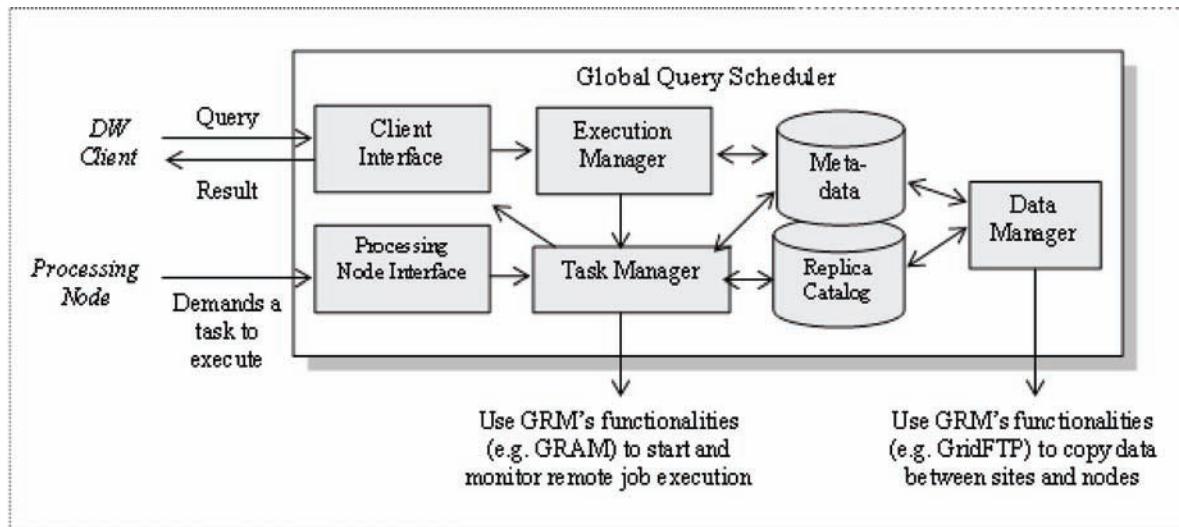 Global Query Scheduler
DW
Client
Query
Result
Client
Interface
Execution
Manager
Meta-
data
Data
Manager
Processing
Node
Demands a
task to
execute
Processing
Node Interface
Task Manager
Replica
Catalog
Use GRM's functionalities
(e.g. GRAM) to start and
monitor remote job execution
Use GRM's functionalities
(e.g. GridFTP) to copy data
between sites and nodes